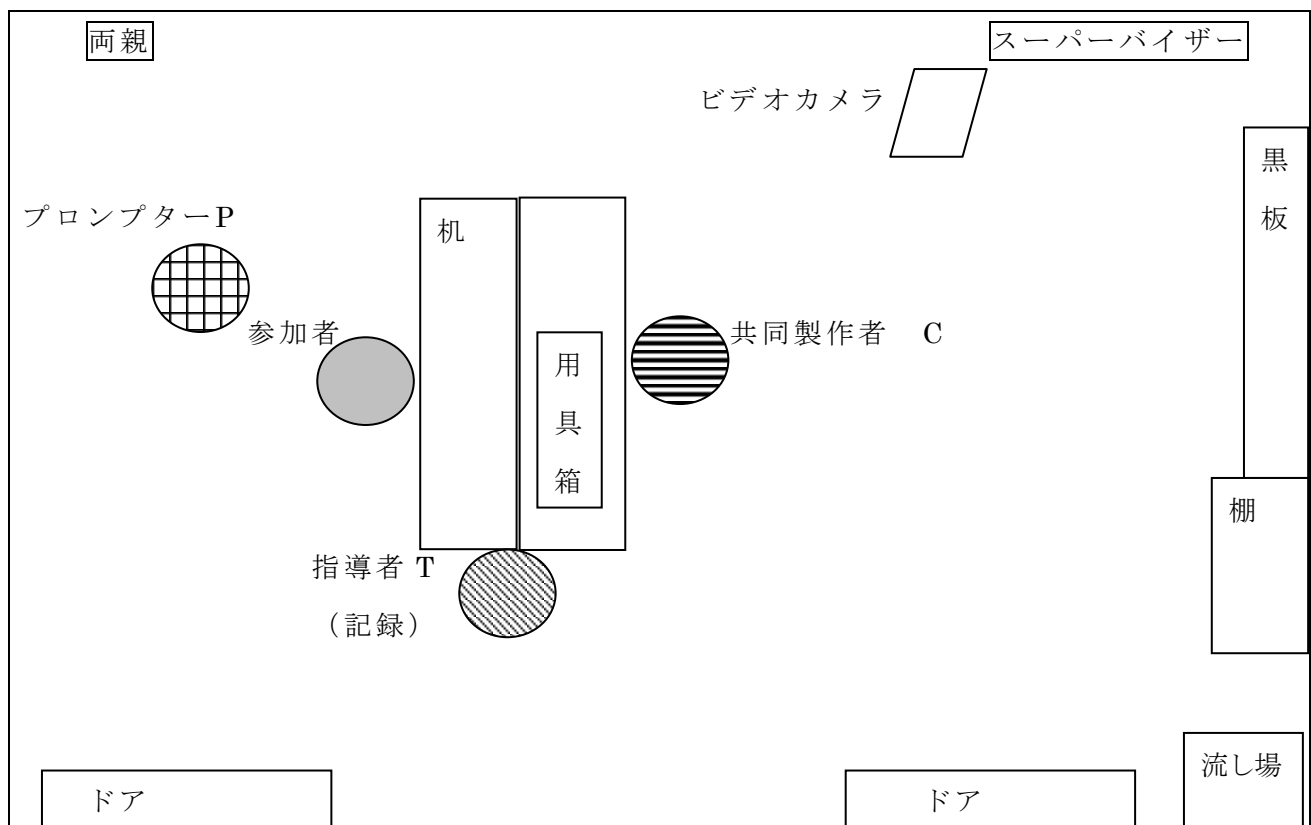 両親
スーパーバイザー
ビデオカメラ
黒板
プロンプターP
机
参加者
共同製作者 C
用具箱
棚
指導者 T
(記録)
流し場
ドア
ドア